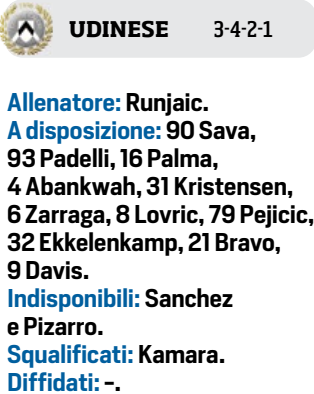 UDINESE 3-4-2-1
Allenatore: Runjaic.
A disposizione: 90 Sava,
93 Padelli, 16 Palma,
4 Abankwah, 31 Kristensen,
6 Zarraga, 8 Lovric, 79 Pejicic,
32 Ekkelenkamp, 21 Bravo,
9 Davis.
Indisponibili: Sanchez
e Pizarro.
Squalificati: Kamara.
Diffidati: –.